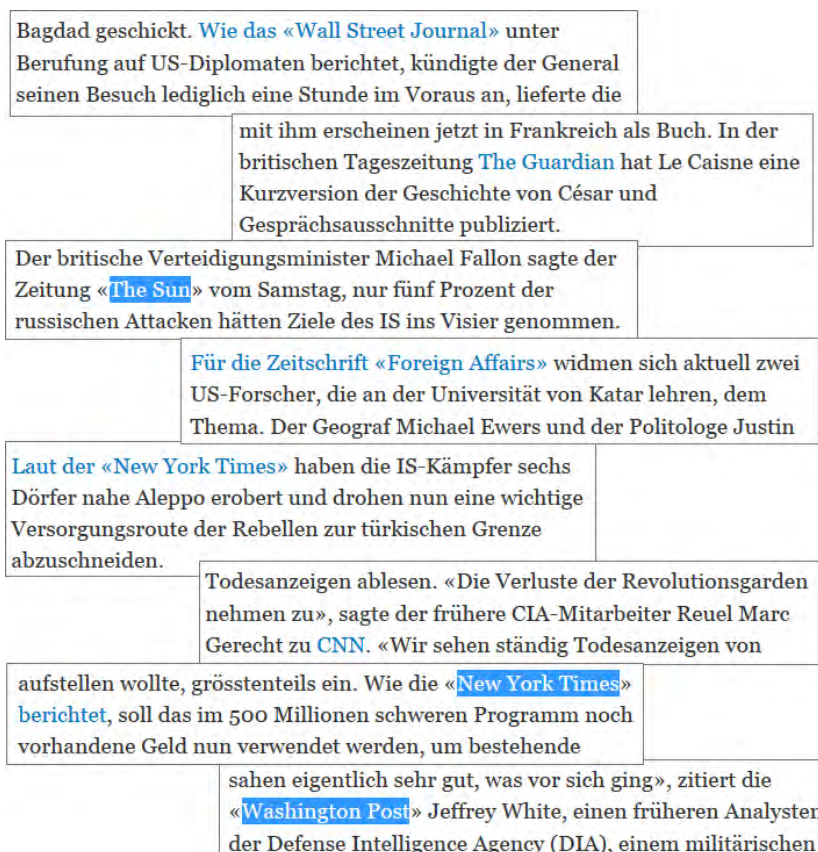 Bagdad geschickt. Wie das «Wall Street Journal» unter
Berufung auf US-Diplomaten berichtet, kündigte der General
seinen Besuch lediglich eine Stunde im Voraus an, lieferte die
mit ihm erscheinen jetzt in Frankreich als Buch. In der
britischen Tageszeitung The Guardian hat Le Caisne eine
Kurzversion der Geschichte von César und
Gesprächsausschnitte publiziert.
Der britische Verteidigungsminister Michael Fallon sagte der
Zeitung «The Sun» vom Samstag, nur fünf Prozent der
russischen Attacken hätten Ziele des IS ins Visier genommen.
Für die Zeitschrift «Foreign Affairs» widmen sich aktuell zwei
US-Forscher, die an der Universität von Katar lehren, dem
Thema. Der Geograf Michael Ewers und der Politologe Justin
Laut der «New York Times» haben die IS-Kämpfer sechs
Dörfer nahe Aleppo erobert und drohen nun eine wichtige
Versorgungsroute der Rebellen zur türkischen Grenze
abzuschneiden.
Todesanzeigen ablesen. «Die Verluste der Revolutionsgarden
nehmen zu», sagte der frühere CIA-Mitarbeiter Reuel Marc
Gerecht zu CNN. «Wir sehen ständig Todesanzeigen von
aufstellen wollte, grösstenteils ein. Wie die «New York Times»
berichtet, soll das im 500 Millionen schweren Programm noch
vorhandene Geld nun verwendet werden, um bestehende
sahen eigentlich sehr gut, was vor sich ging», zitiert die
«Washington Post» Jeffrey White, einen früheren Analysten
der Defense Intelligence Agency (DIA), einem militärischen